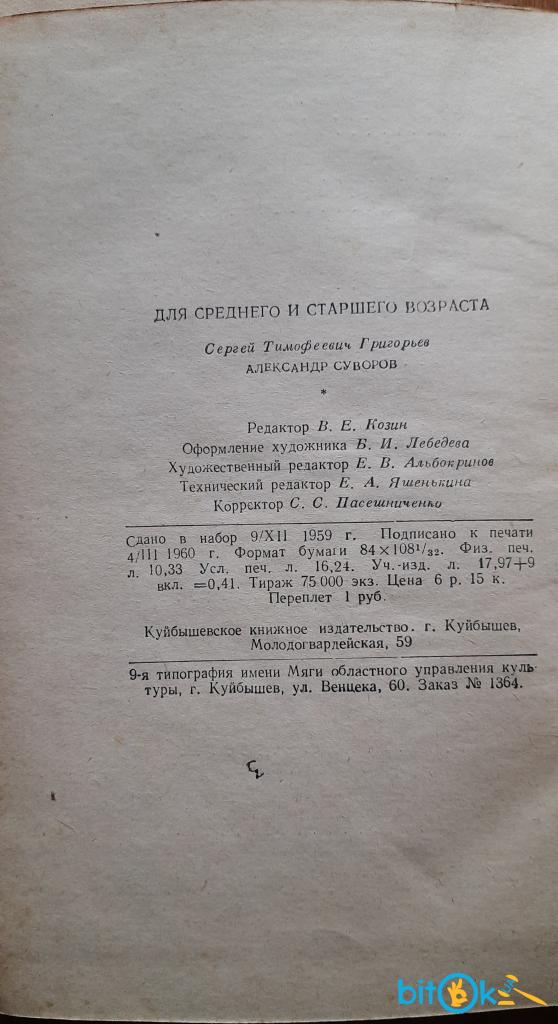 ДЛЯ СРЕДНЕГО И СТАРШЕГО ВОЗРАСТА
Сергей Тимофеевич Григорьев
АЛЕКСАНДР СУВОРОВ
*
Редактор В. Е. Козин
Оформление художника Б. И. Лебедева
Художественный редактор Е. В. Альбокринов
Технический редактор Е. А. Яшенькина
Корректор С. С. Пасешниченко
Сдано в набор 9/XII 1959 г. Подписано к печати
4/III 1960 г. Формат бумаги 84×108¹/₃₂. Физ. печ.
л. 10,33 Усл. печ. л. 16,24. Уч.-изд. л. 17,97+9
вкл. =0,41. Тираж 75 000 экз. Цена 6 р. 15 к.
Переплет 1 руб.
Куйбышевское книжное издательство. г. Куйбышев,
Молодогвардейская, 59
9-я типография имени Мяги областного управления куль-
туры, г. Куйбышев, ул. Венцека, 60. Заказ № 1364.
bitOk